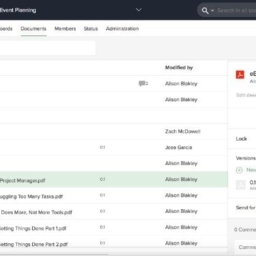 Event Planning
Search in all
oards Documents Members Status Administration
Modified by
Alison Blakley
Alison Blakley
Zach McDowell
Jose Garcia
Alison Blakley
Project Manager.pdf Alison Blakley
uggling Too Many Tasks.pdf Alison Blakley
Does More, Not More Tools.pdf Alison Blakley
etting Things Done Part 1.pdf Alison Blakley
etting Things Done Part 2.pdf Alison Blakley
Lock
Versions
Send for
0 Comme
Comme